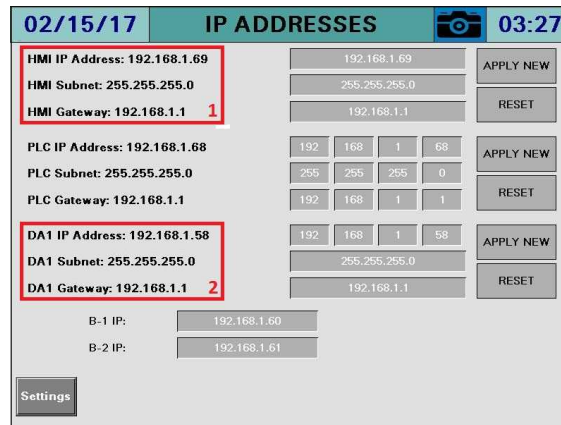 02/15/17 IP ADDRESSES 03:27
HMI IP Address: 192.168.1.69 192.168.1.69 APPLY NEW
HMI Subnet: 255.255.255.0 255.255.255.0
HMI Gateway: 192.168.1.1 1 192.168.1.1 RESET
PLC IP Address: 192.168.1.68 192 168 1 68 APPLY NEW
PLC Subnet: 255.255.255.0 255 255 255 0
PLC Gateway: 192.168.1.1 192 168 1 1 RESET
DA1 IP Address: 192.168.1.58 192 168 1 58 APPLY NEW
DA1 Subnet: 255.255.255.0 255.255.255.0
DA1 Gateway: 192.168.1.1 2 192.168.1.1 RESET
B-1 IP: 192.168.1.60
B-2 IP: 192.168.1.61
Settings